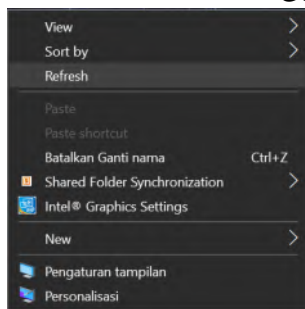 View
Sort by
Refresh
Paste
Paste shortcut
Batalkan Ganti nama Ctrl+Z
Shared Folder Synchronization
Intel® Graphics Settings
New
Pengaturan tampilan
Personalisasi